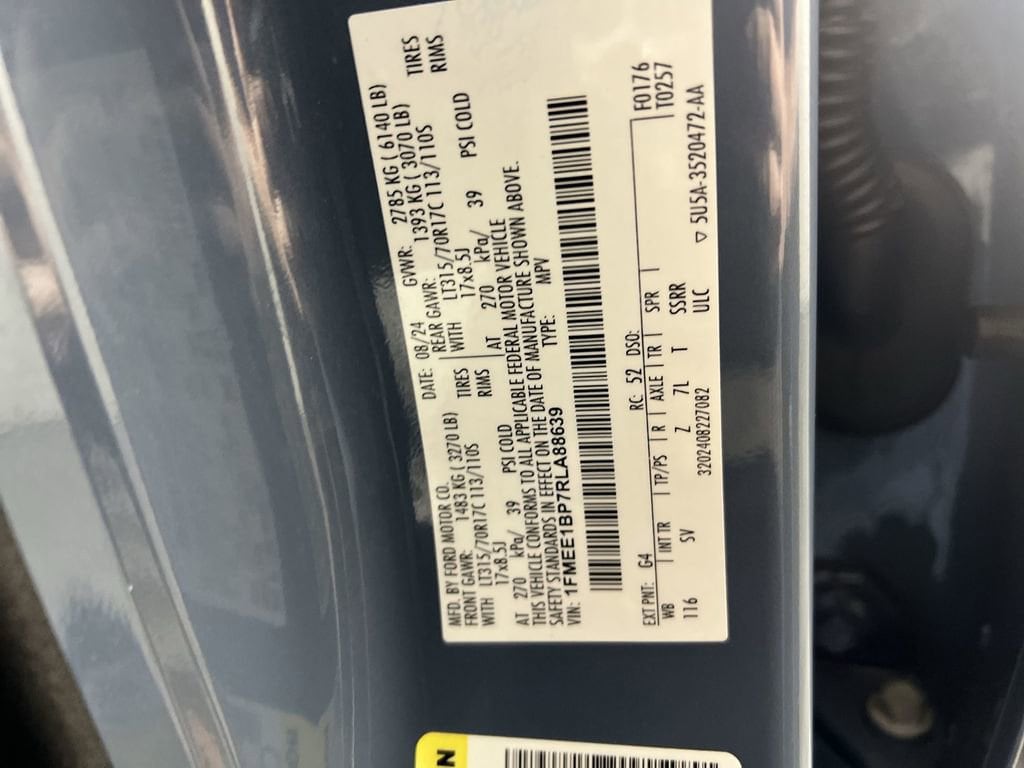 MFD. BY FORD MOTOR CO.
DATE: 08/24 GVWR: 2785 KG ( 6140 LB)
FRONT GAWR: 1483 KG ( 3270 LB) REAR GAWR: 1393 KG ( 3070 LB)
WITH LT315/70R17C 113/110S TIRES WITH LT315/70R17C 113/110S TIRES
17x8.5J RIMS 17x8.5J RIMS
AT 270 kPa/ 39 PSI COLD AT 270 kPa/ 39 PSI COLD
THIS VEHICLE CONFORMS TO ALL APPLICABLE FEDERAL MOTOR VEHICLE
SAFETY STANDARDS IN EFFECT ON THE DATE OF MANUFACTURE SHOWN ABOVE.
VIN: 1FMEE1BP7RLA88639 TYPE: MPV
EXT PNT: G4 RC: 52 DSO: F0176
WB INT TR TP/PS R AXLE TR SPR T0257
116 SV Z 7L T SSRR
3202408227082 ULC ▽ 5U5A-3520472-AA
N